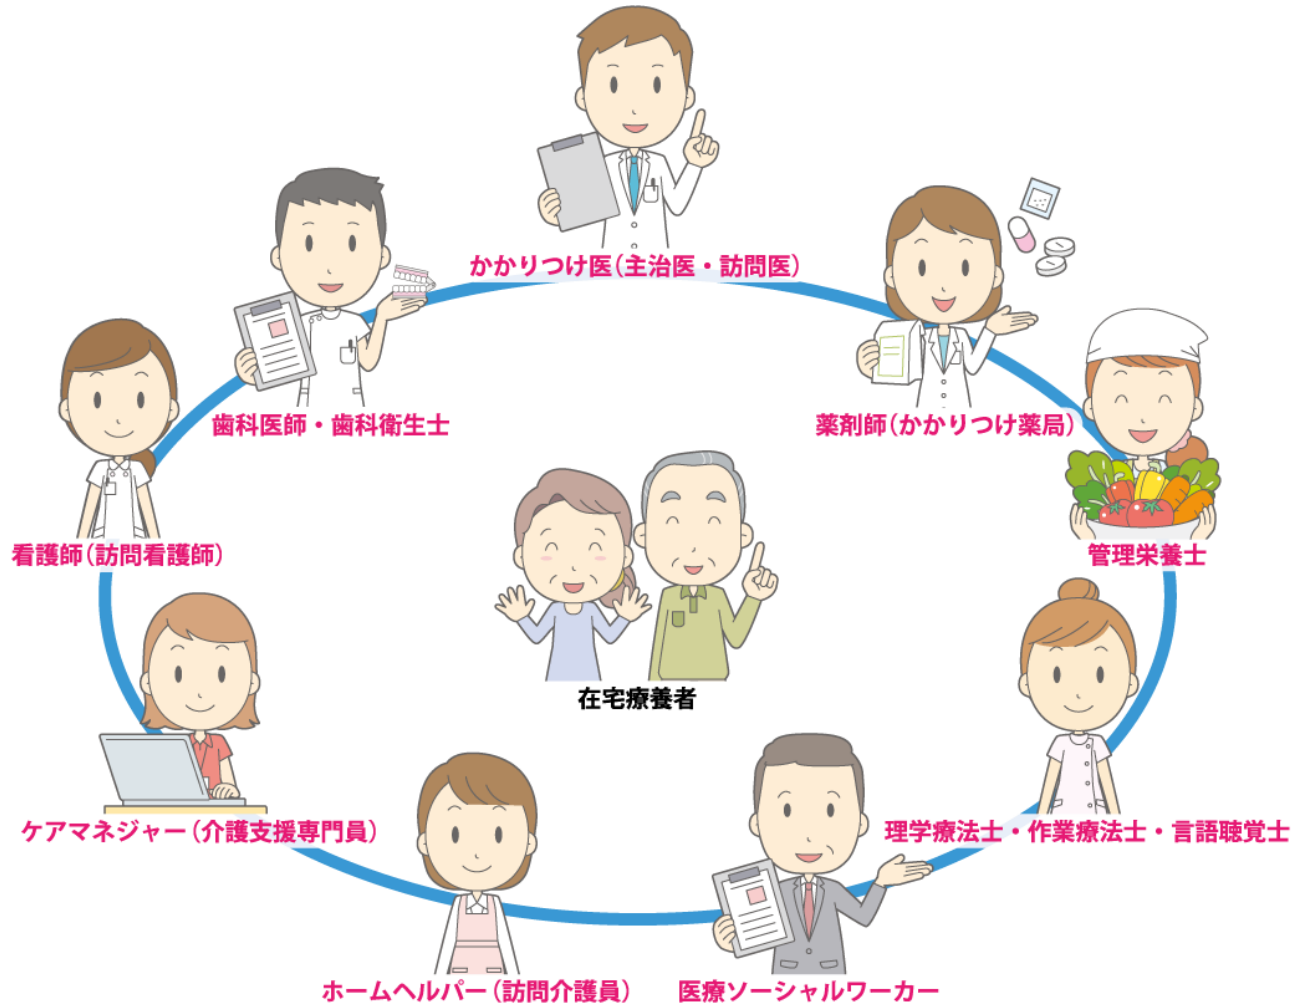 かかりつけ医(主治医・訪問医)
歯科医師・歯科衛生士
薬剤師(かかりつけ薬局)
看護師(訪問看護師)
管理栄養士
在宅療養者
ケアマネジャー(介護支援専門員)
理学療法士・作業療法士・言語聴覚士
ホームヘルパー(訪問介護員)
医療ソーシャルワーカー